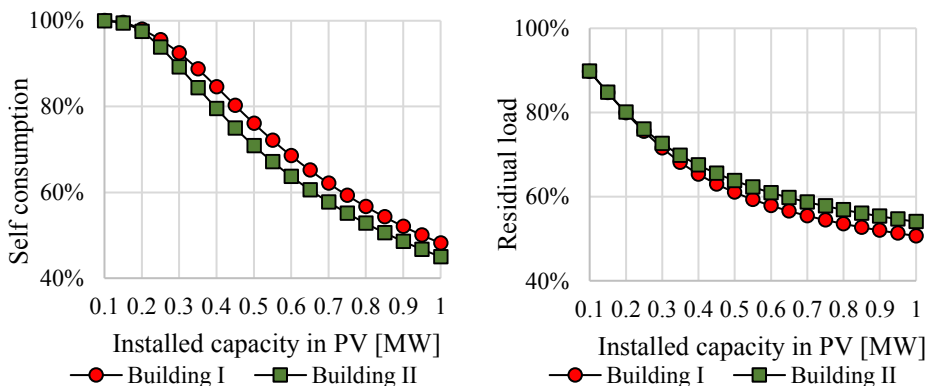 Self consumption
100%
80%
60%
40%
0.1 0.2 0.3 0.4 0.5 0.6 0.7 0.8 0.9 1
Installed capacity in PV [MW]
Building I Building II
Residiual load
100%
80%
60%
40%
0.1 0.2 0.3 0.4 0.5 0.6 0.7 0.8 0.9 1
Installed capacity in PV [MW]
Building I Building II